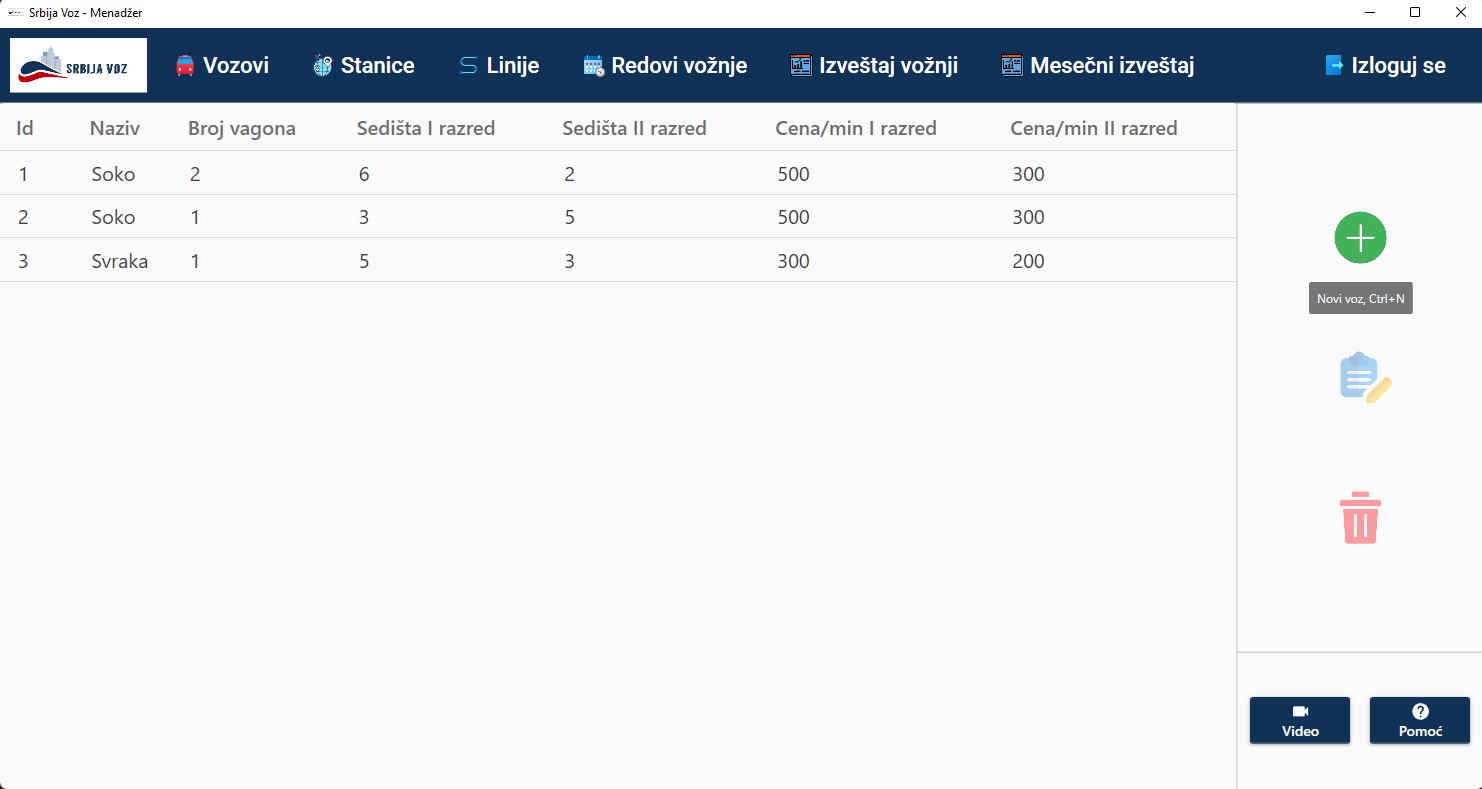 Srbija Voz - Menadžer
SRBIJA VOZ Vozovi Stanice Linije Redovi vožnje Izveštaj vožnji Mesečni izveštaj Izloguj se
Id Naziv Broj vagona Sedišta I razred Sedišta II razred Cena/min I razred Cena/min II razred
1 Soko 2 6 2 500 300
2 Soko 1 3 5 500 300
3 Svraka 1 5 3 300 200
Novi voz, Ctrl+N
Video Pomoć